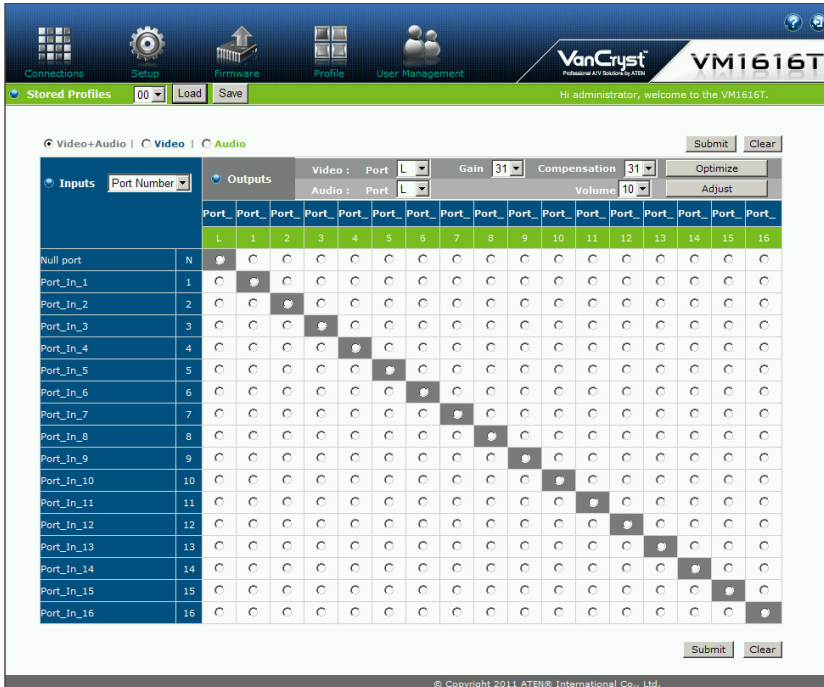 Connections Setup Firmware Profile User Management
VanCryst
Professional A/V Solutions by ATEN
VM1616T
Stored Profiles 00 Load Save Hi administrator, welcome to the VM1616T.
Video+Audio | Video | Audio Submit Clear
Inputs Port Number Outputs Video : Port L Gain 31 Compensation 31 Optimize
Audio : Port L Volume 10 Adjust
Port_ Port_ Port_ Port_ Port_ Port_ Port_ Port_ Port_ Port_ Port_ Port_ Port_ Port_ Port_ Port_ Port_
L 1 2 3 4 5 6 7 8 9 10 11 12 13 14 15 16
Null port N
Port_In_1 1
Port_In_2 2
Port_In_3 3
Port_In_4 4
Port_In_5 5
Port_In_6 6
Port_In_7 7
Port_In_8 8
Port_In_9 9
Port_In_10 10
Port_In_11 11
Port_In_12 12
Port_In_13 13
Port_In_14 14
Port_In_15 15
Port_In_16 16
Submit Clear
© Copyright 2011 ATEN® International Co., Ltd.